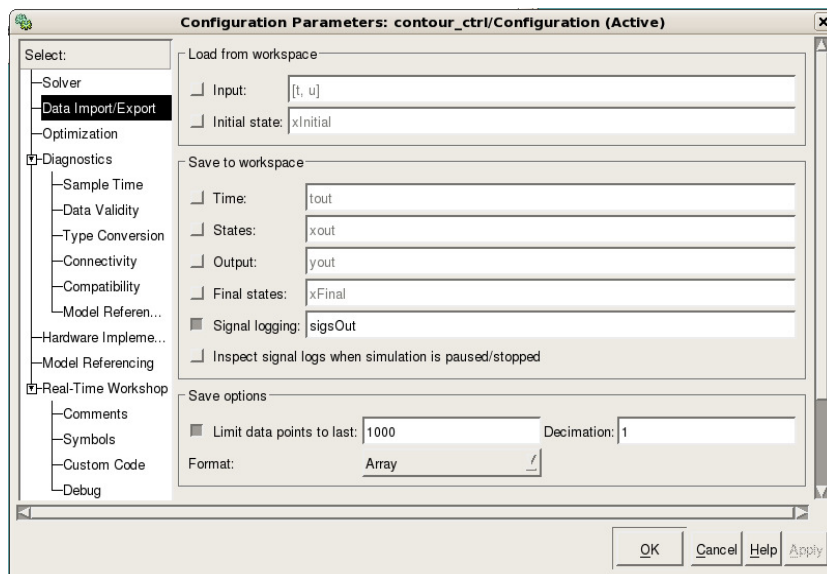 Configuration Parameters: contour_ctrl/Configuration (Active)
Select:
Solver
Data Import/Export
Optimization
Diagnostics
Sample Time
Data Validity
Type Conversion
Connectivity
Compatibility
Model Referen...
Hardware Impleme...
Model Referencing
Real-Time Workshop
Comments
Symbols
Custom Code
Debug
Load from workspace
Input: [t, u]
Initial state: xInitial
Save to workspace
Time: tout
States: xout
Output: yout
Final states: xFinal
Signal logging: sigsOut
Inspect signal logs when simulation is paused/stopped
Save options
Limit data points to last: 1000 Decimation: 1
Format: Array
OK Cancel Help Apply